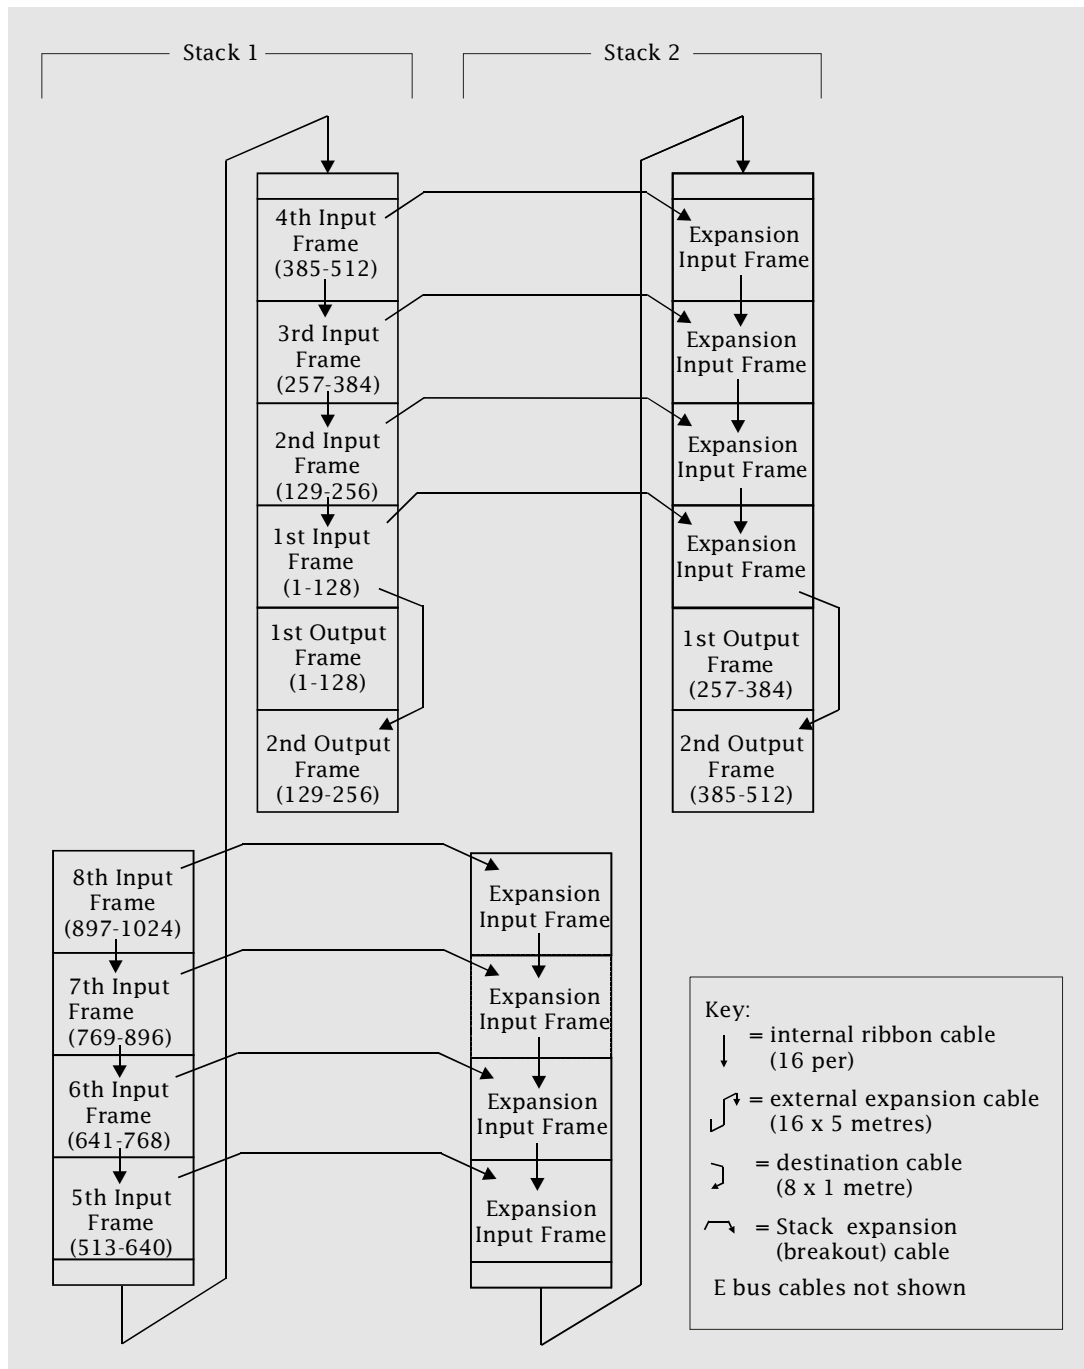 Stack 1
Stack 2
4th Input
Frame
(385-512)
3rd Input
Frame
(257-384)
2nd Input
Frame
(129-256)
1st Input
Frame
(1-128)
1st Output
Frame
(1-128)
2nd Output
Frame
(129-256)
Expansion
Input Frame
Expansion
Input Frame
Expansion
Input Frame
Expansion
Input Frame
1st Output
Frame
(257-384)
2nd Output
Frame
(385-512)
8th Input
Frame
(897-1024)
7th Input
Frame
(769-896)
6th Input
Frame
(641-768)
5th Input
Frame
(513-640)
Expansion
Input Frame
Expansion
Input Frame
Expansion
Input Frame
Expansion
Input Frame
Key:
= internal ribbon cable
(16 per)
= external expansion cable
(16 x 5 metres)
= destination cable
(8 x 1 metre)
= Stack expansion
(breakout) cable
E bus cables not shown